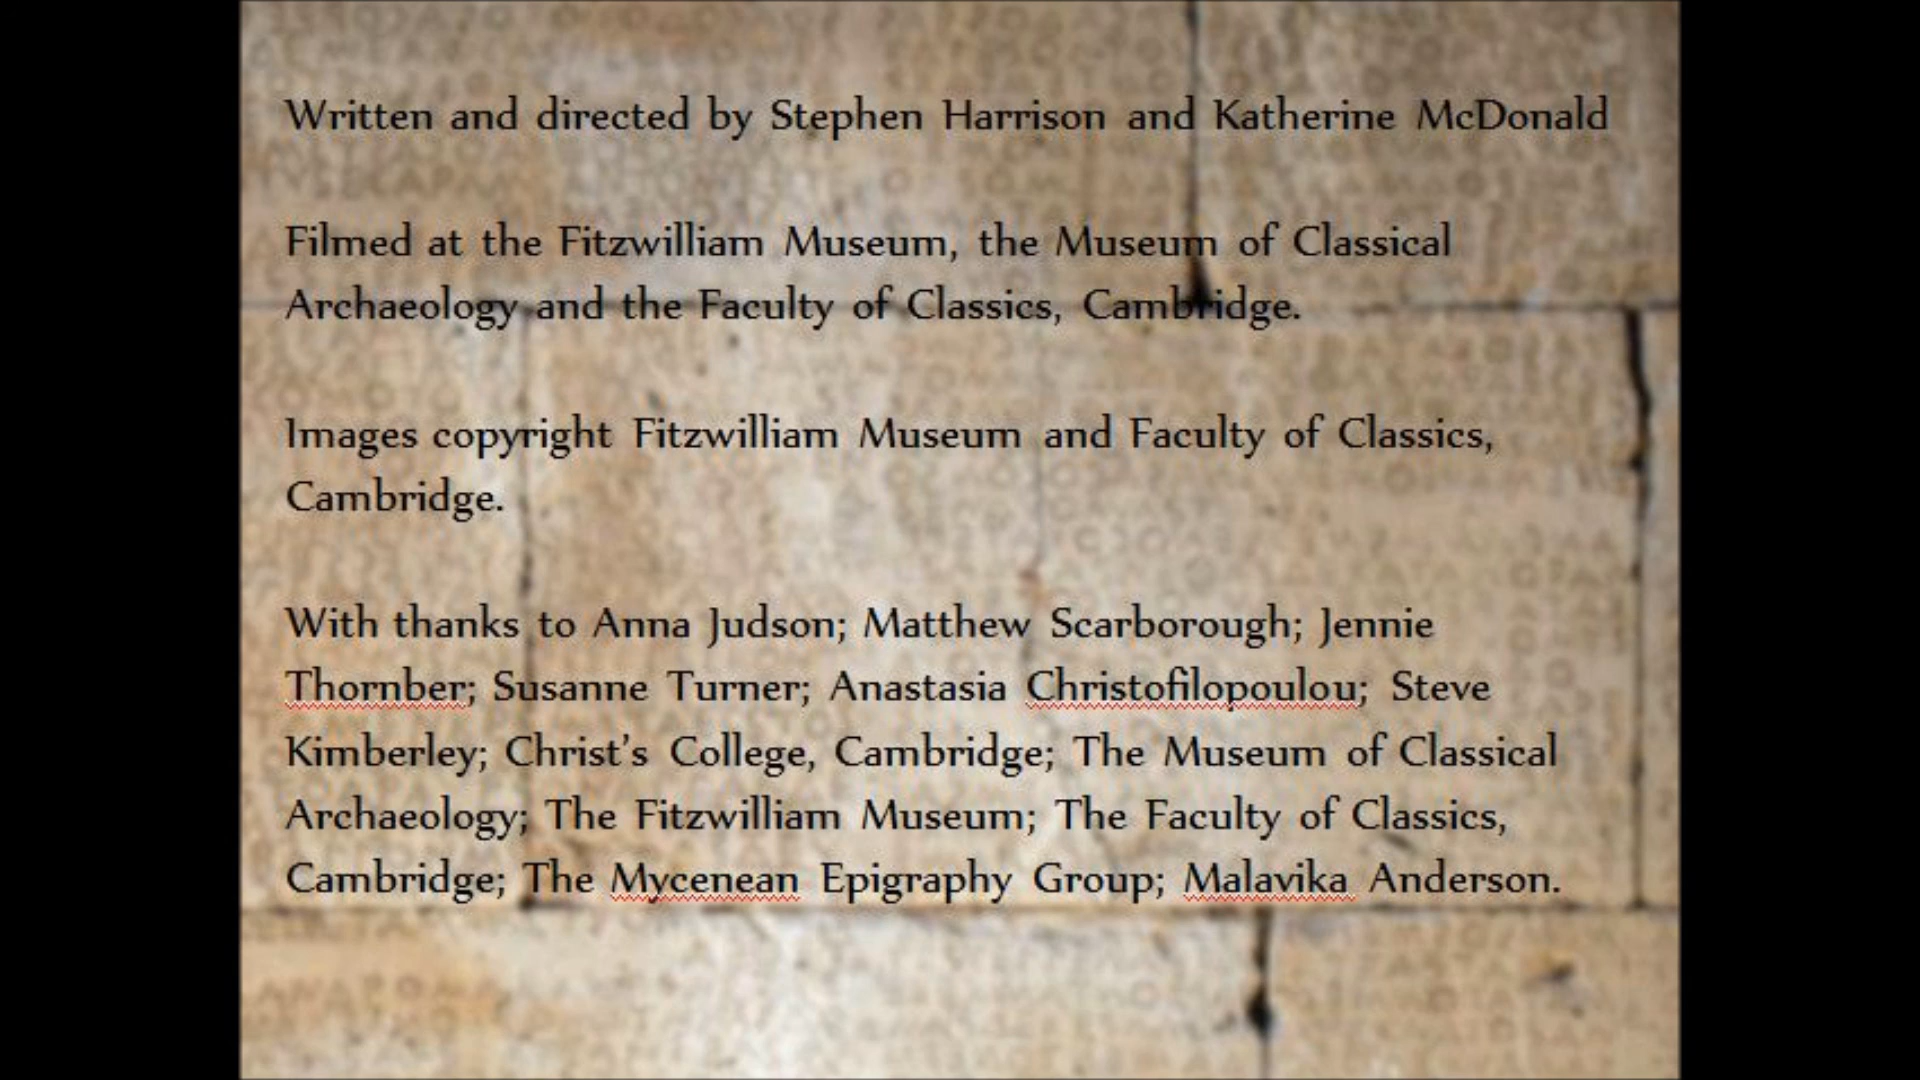 Written and directed by Stephen Harrison and Katherine McDonald
Filmed at the Fitzwilliam Museum, the Museum of Classical
Archaeology and the Faculty of Classics, Cambridge.
Images copyright Fitzwilliam Museum and Faculty of Classics,
Cambridge.
With thanks to Anna Judson; Matthew Scarborough; Jennie
Thornber; Susanne Turner; Anastasia Christofilopoulou; Steve
Kimberley; Christ’s College, Cambridge; The Museum of Classical
Archaeology; The Fitzwilliam Museum; The Faculty of Classics,
Cambridge; The Mycenean Epigraphy Group; Malavika Anderson.